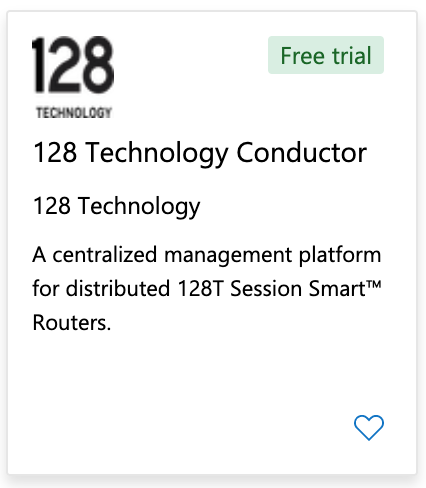 128
TECHNOLOGY
Free trial
128 Technology Conductor
128 Technology
A centralized management platform
for distributed 128T Session Smart™
Routers.